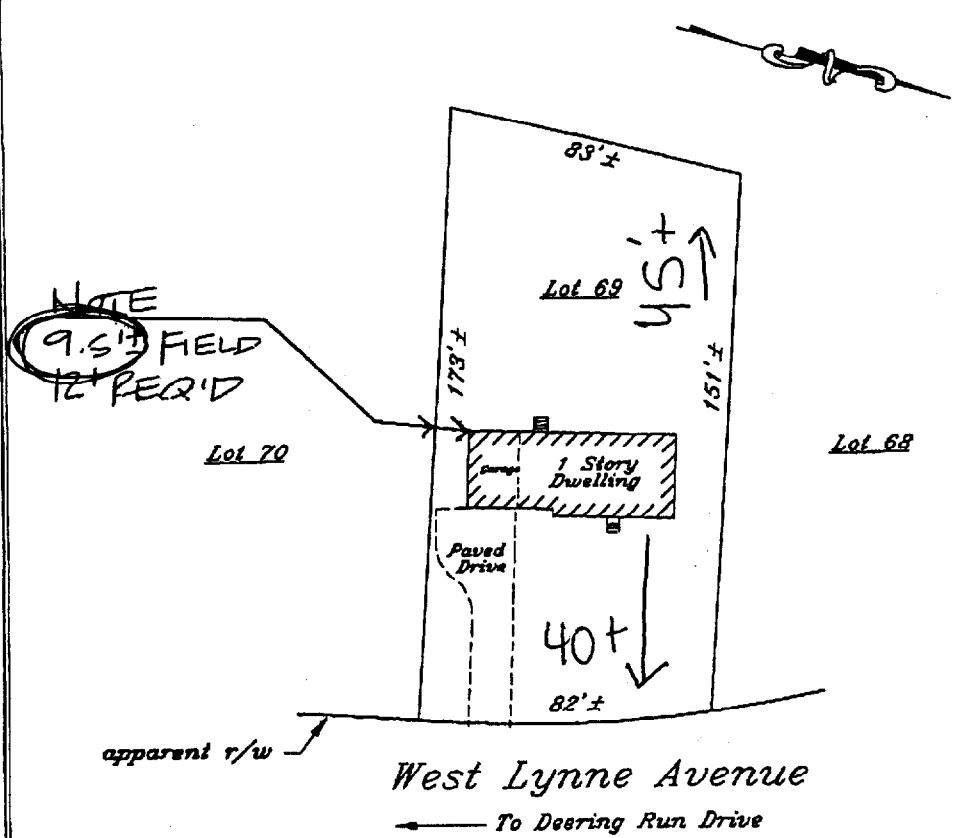 83'±
45'+
Lot 69
NOTE
9.5'± FIELD
12' REQ'D
173'±
151'±
Lot 70
Lot 68
Garage
1 Story
Dwelling
Paved
Drive
40+
82'±
apparent r/w
West Lynne Avenue
To Deering Run Drive